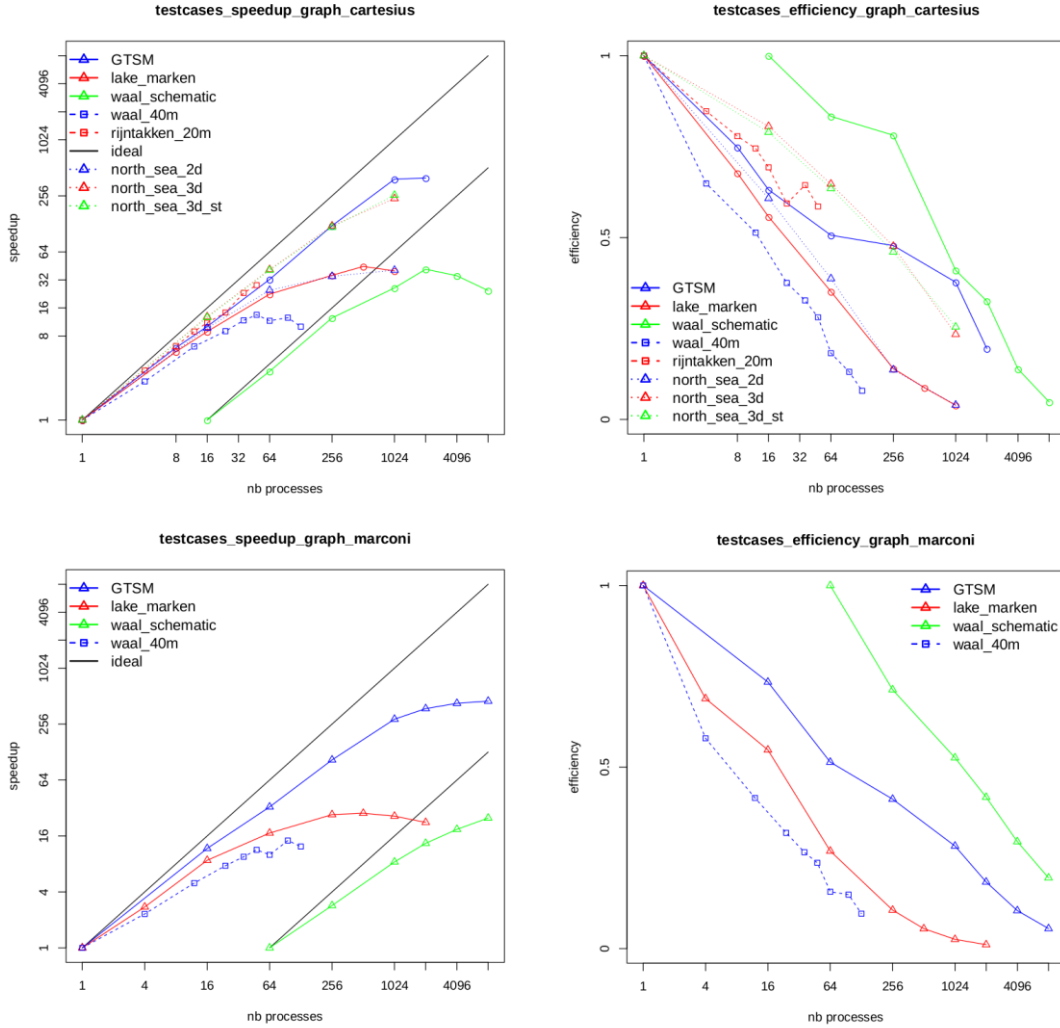 testcases_speedup_graph_cartesius
speedup
4096
1024
256
64
32
16
8
1
GTSM
lake_marken
waal_schematic
waal_40m
rijntakken_20m
ideal
north_sea_2d
north_sea_3d
north_sea_3d_st
1 8 16 32 64 256 1024 4096
nb processes
testcases_efficiency_graph_cartesius
efficiency
1
0.5
0
GTSM
lake_marken
waal_schematic
waal_40m
rijntakken_20m
north_sea_2d
north_sea_3d
north_sea_3d_st
1 8 16 32 64 256 1024 4096
nb processes
testcases_speedup_graph_marconi
speedup
4096
1024
256
64
16
4
1
GTSM
lake_marken
waal_schematic
waal_40m
ideal
1 4 16 64 256 1024 4096
nb processes
testcases_efficiency_graph_marconi
efficiency
1
0.5
0
GTSM
lake_marken
waal_schematic
waal_40m
1 4 16 64 256 1024 4096
nb processes